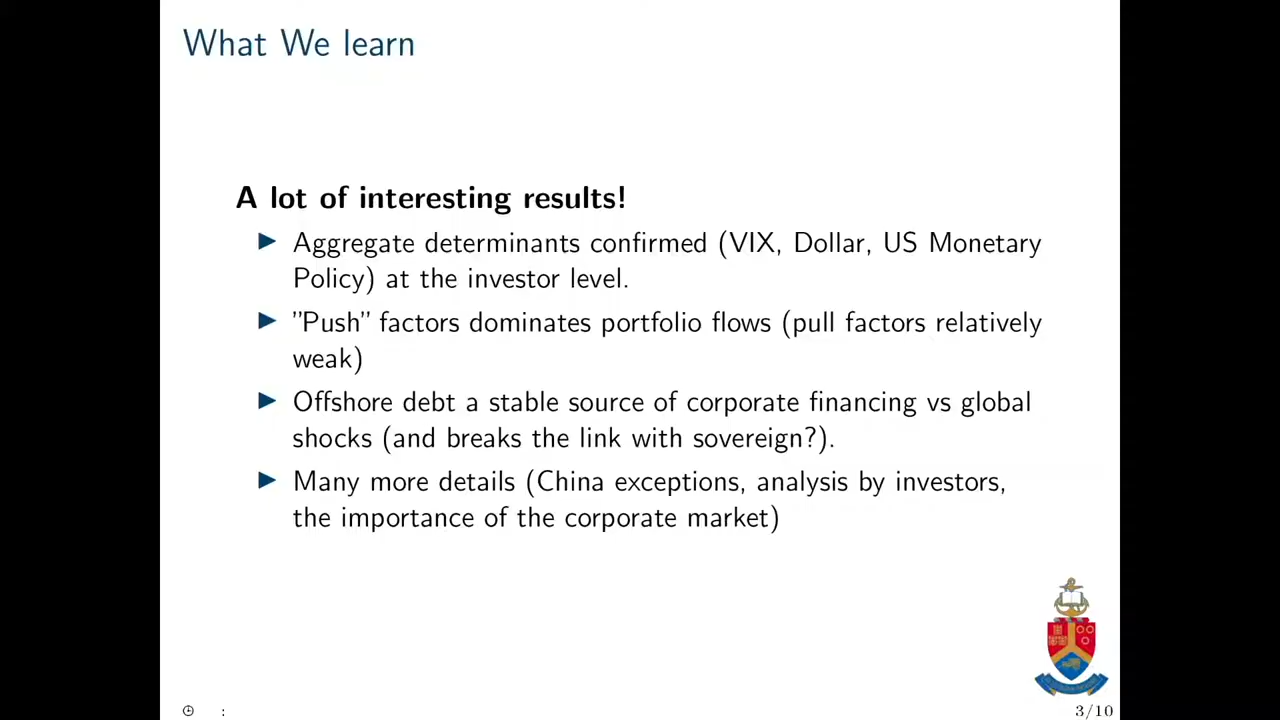 What We learn
A lot of interesting results!
▶ Aggregate determinants confirmed (VIX, Dollar, US Monetary
Policy) at the investor level.
▶ ”Push” factors dominates portfolio flows (pull factors relatively
weak)
▶ Offshore debt a stable source of corporate financing vs global
shocks (and breaks the link with sovereign?).
▶ Many more details (China exceptions, analysis by investors,
the importance of the corporate market)
:
3/10